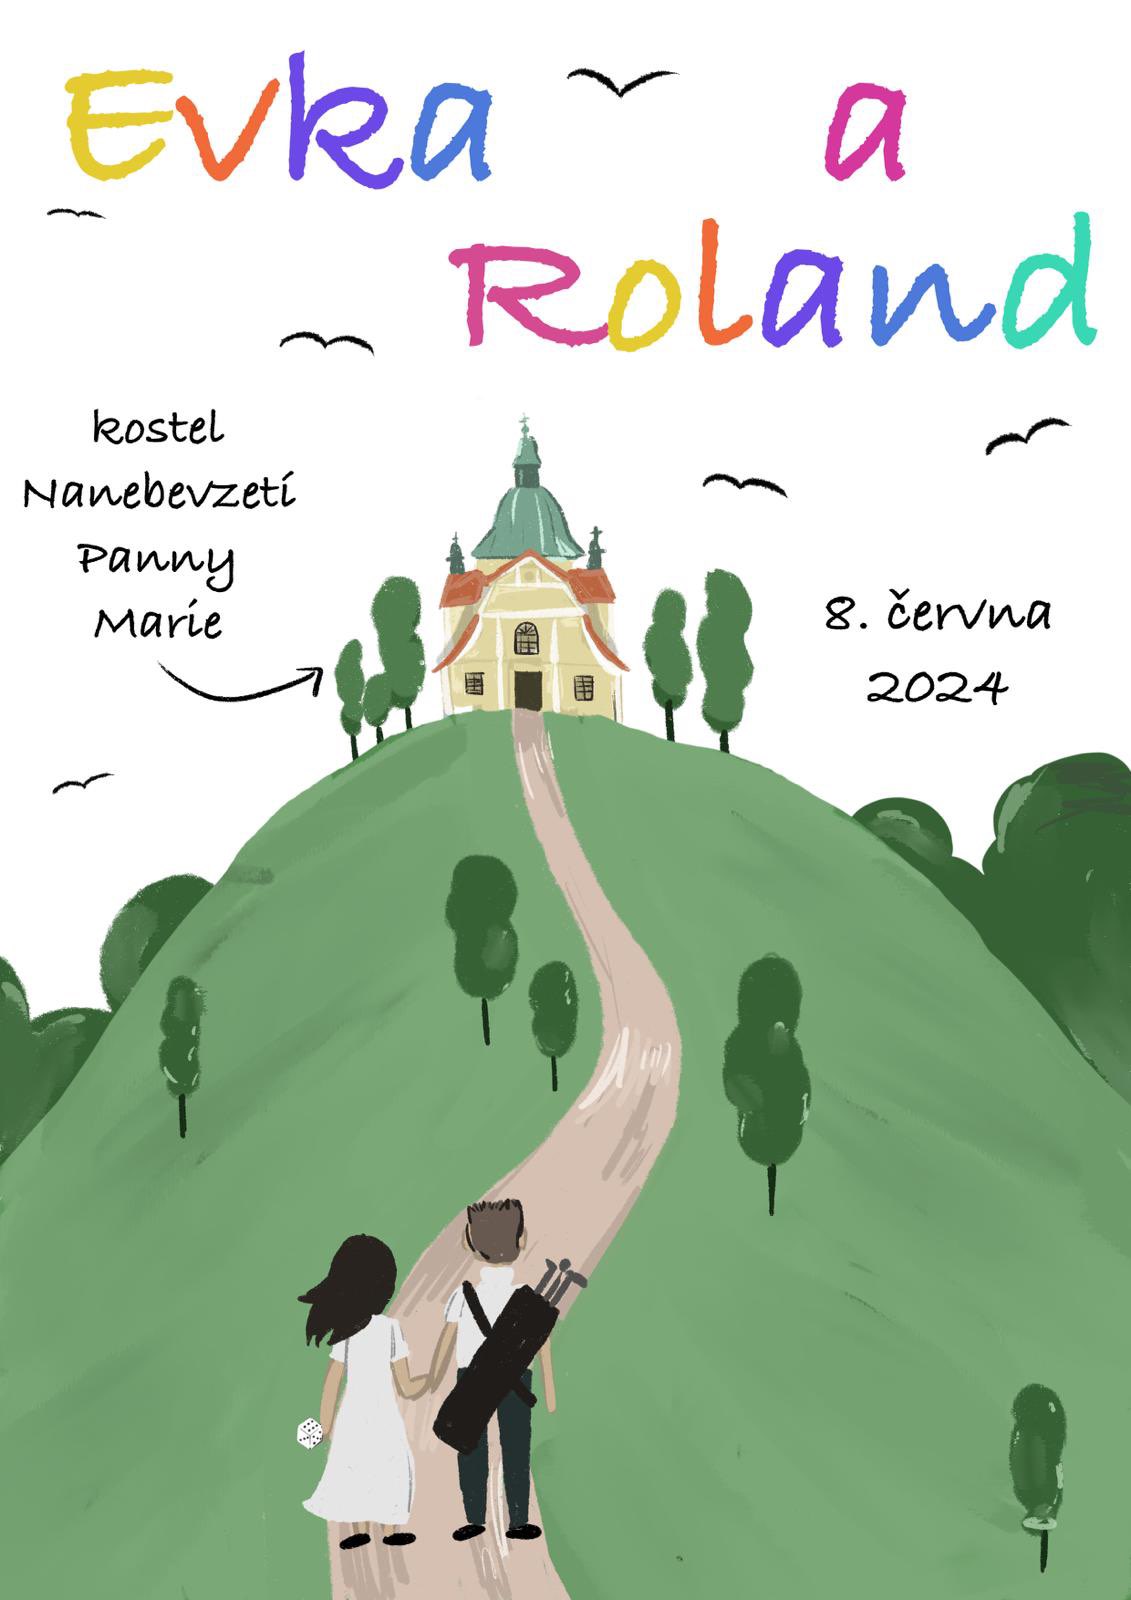 Evka a
Roland
kostel
Nanebevzetí
Panny
Marie
8. června
2024